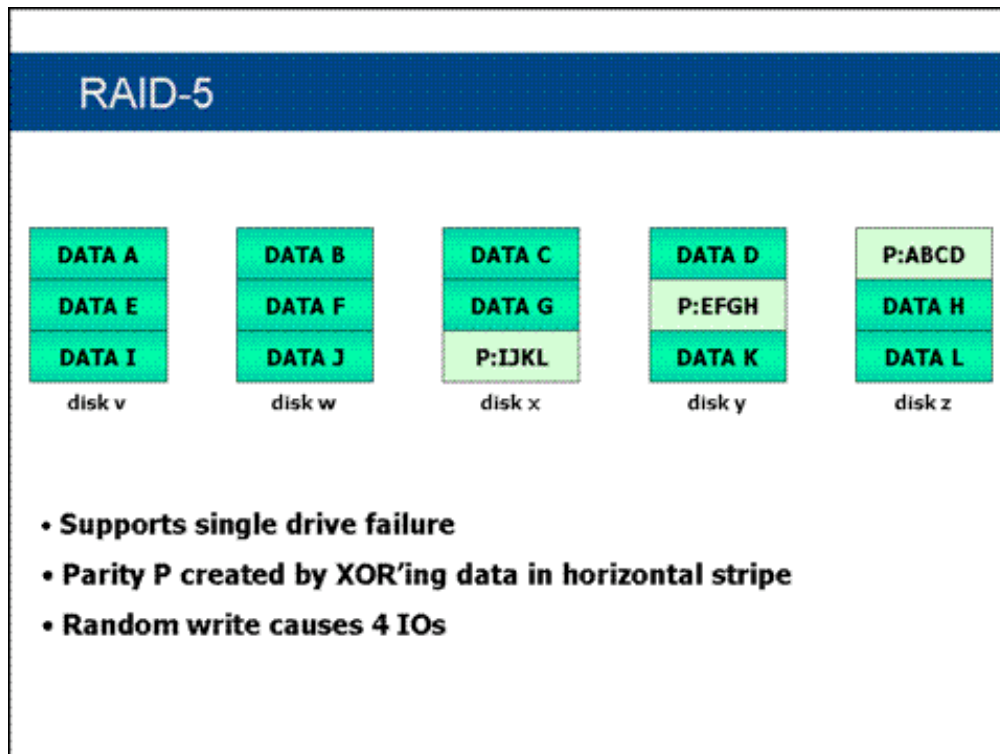 RAID-5
DATA A DATA B DATA C DATA D P:ABCD
DATA E DATA F DATA G P:EFGH DATA H
DATA I DATA J P:IJKL DATA K DATA L
disk v disk w disk x disk y disk z
• Supports single drive failure
• Parity P created by XOR'ing data in horizontal stripe
• Random write causes 4 IOs